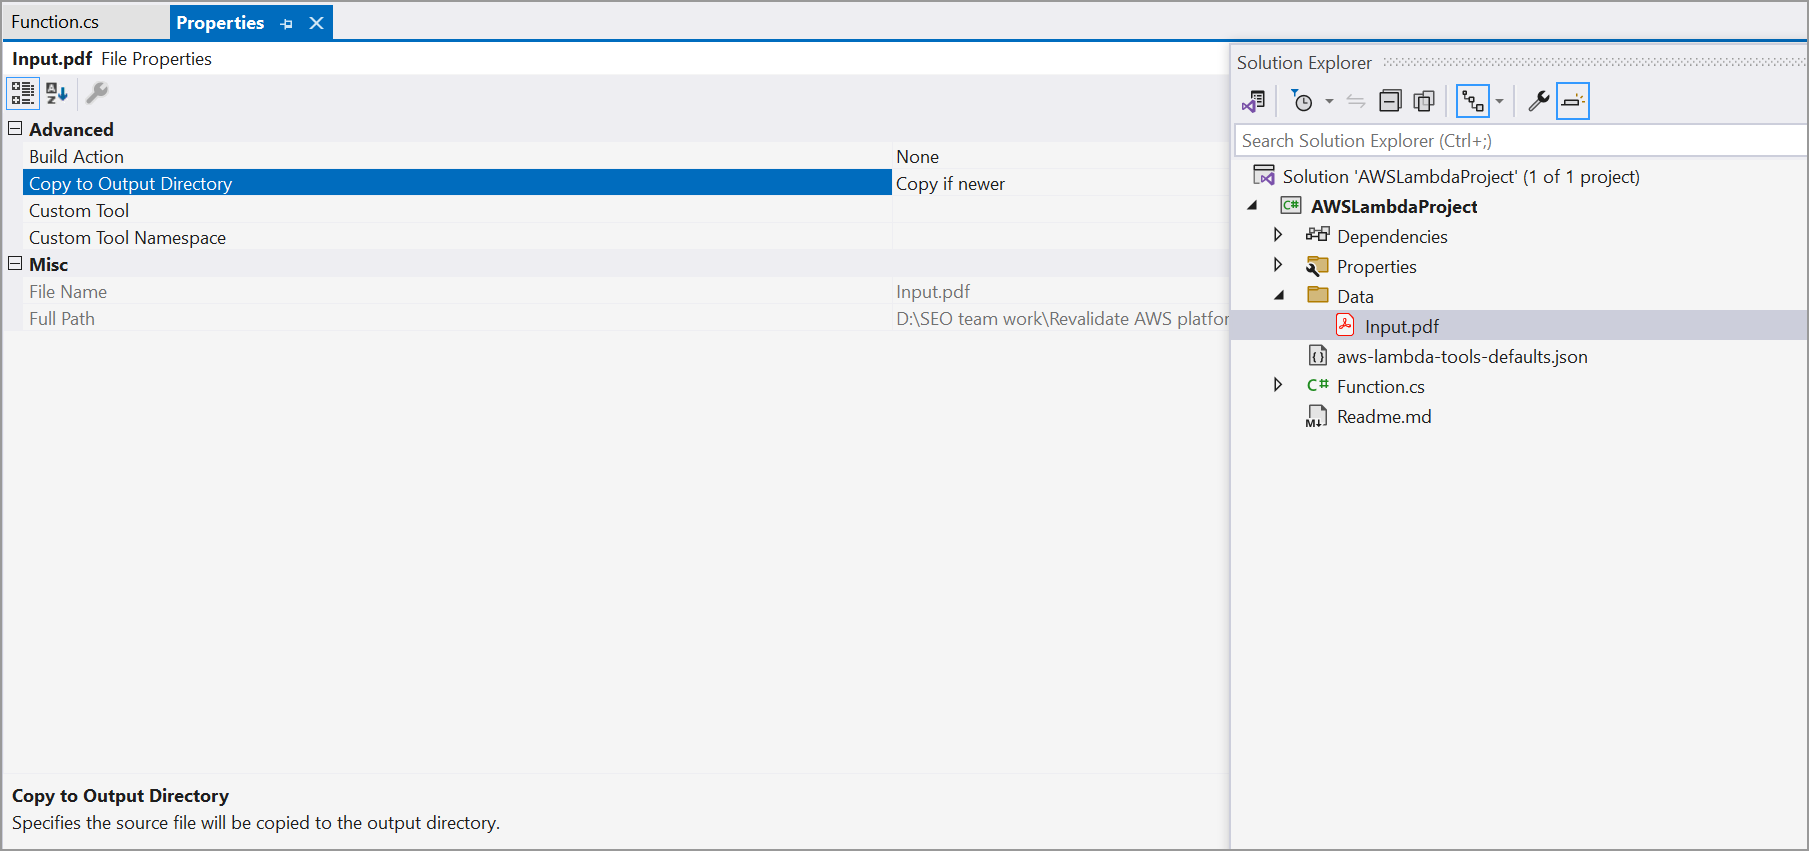 Function.cs
Properties
Input.pdf File Properties
Advanced
Build Action None
Copy to Output Directory Copy if newer
Custom Tool
Custom Tool Namespace
Misc
File Name Input.pdf
Full Path D:\SEO team work\Revalidate AWS platfor
Copy to Output Directory
Specifies the source file will be copied to the output directory.
Solution Explorer
Search Solution Explorer (Ctrl+;)
Solution 'AWSLambdaProject' (1 of 1 project)
C# AWSLambdaProject
Dependencies
Properties
Data
Input.pdf
aws-lambda-tools-defaults.json
C# Function.cs
Readme.md